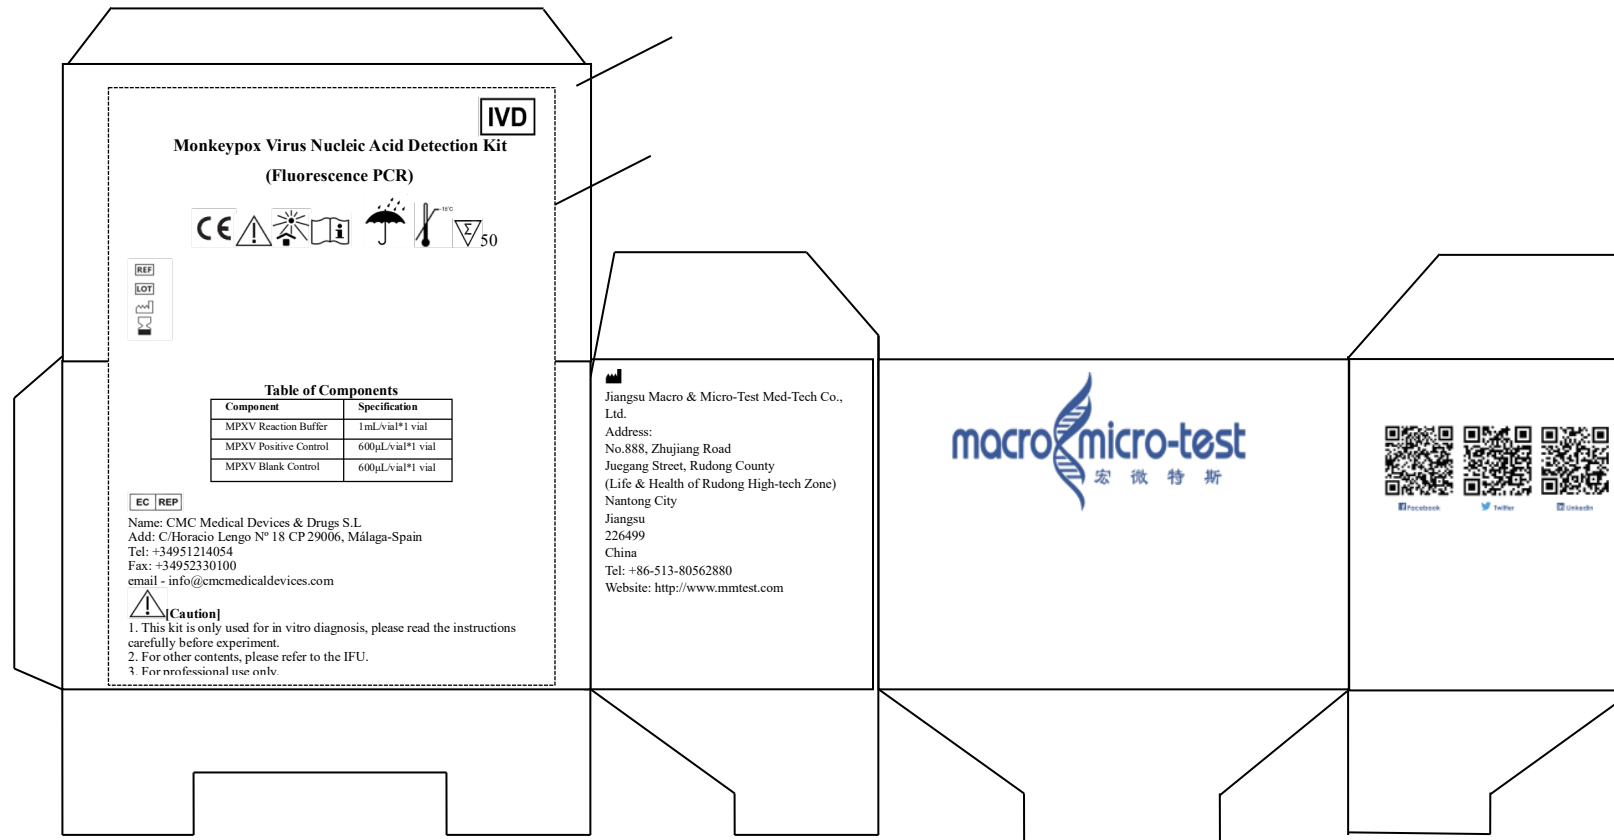 IVD
Monkeypox Virus Nucleic Acid Detection Kit
(Fluorescence PCR)
CE
-18°C
Σ
50
REF
LOT
Table of Components
Component Specification
MPXV Reaction Buffer 1mL/vial*1 vial
MPXV Positive Control 600μL/vial*1 vial
MPXV Blank Control 600μL/vial*1 vial
EC REP
Name: CMC Medical Devices & Drugs S.L
Add: C/Horacio Lengo Nº 18 CP 29006, Málaga-Spain
Tel: +34951214054
Fax: +34952330100
email - info@cmcmedicaldevices.com
[Caution]
1. This kit is only used for in vitro diagnosis, please read the instructions
carefully before experiment.
2. For other contents, please refer to the IFU.
3. For professional use only.
Jiangsu Macro & Micro-Test Med-Tech Co.,
Ltd.
Address:
No.888, Zhujiang Road
Juegang Street, Rudong County
(Life & Health of Rudong High-tech Zone)
Nantong City
Jiangsu
226499
China
Tel: +86-513-80562880
Website: http://www.mmtest.com
macro micro-test
宏微特斯
Facebook Twitter LinkedIn